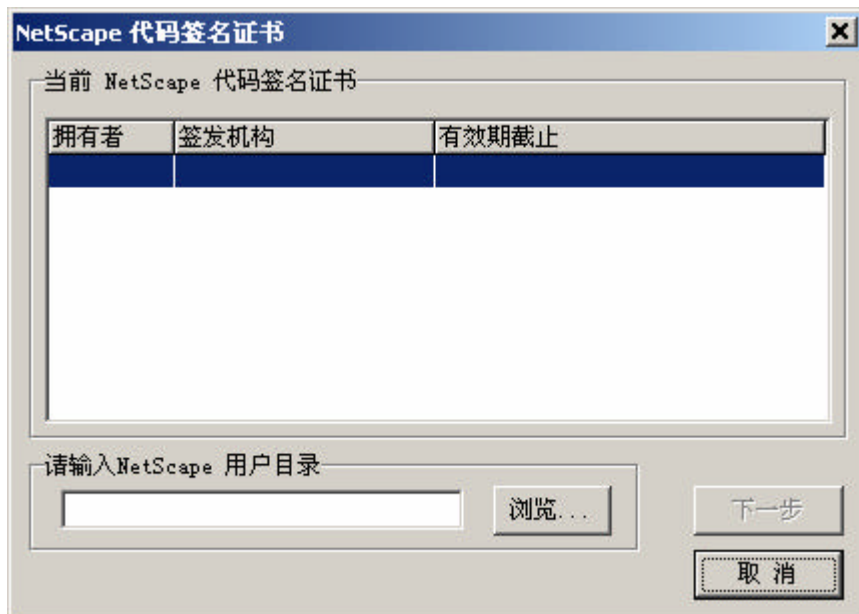 NetScape 代码签名证书
当前 NetScape 代码签名证书
拥有者 签发机构 有效期截止
请输入NetScape 用户目录
浏览... 下一步
取 消